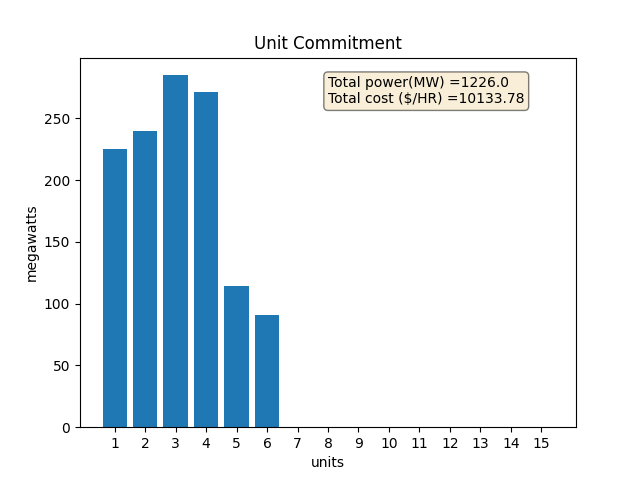 Unit Commitment
Total power(MW) =1226.0
Total cost ($/HR) =10133.78
megawatts
250
200
150
100
50
0
1 2 3 4 5 6 7 8 9 10 11 12 13 14 15
units